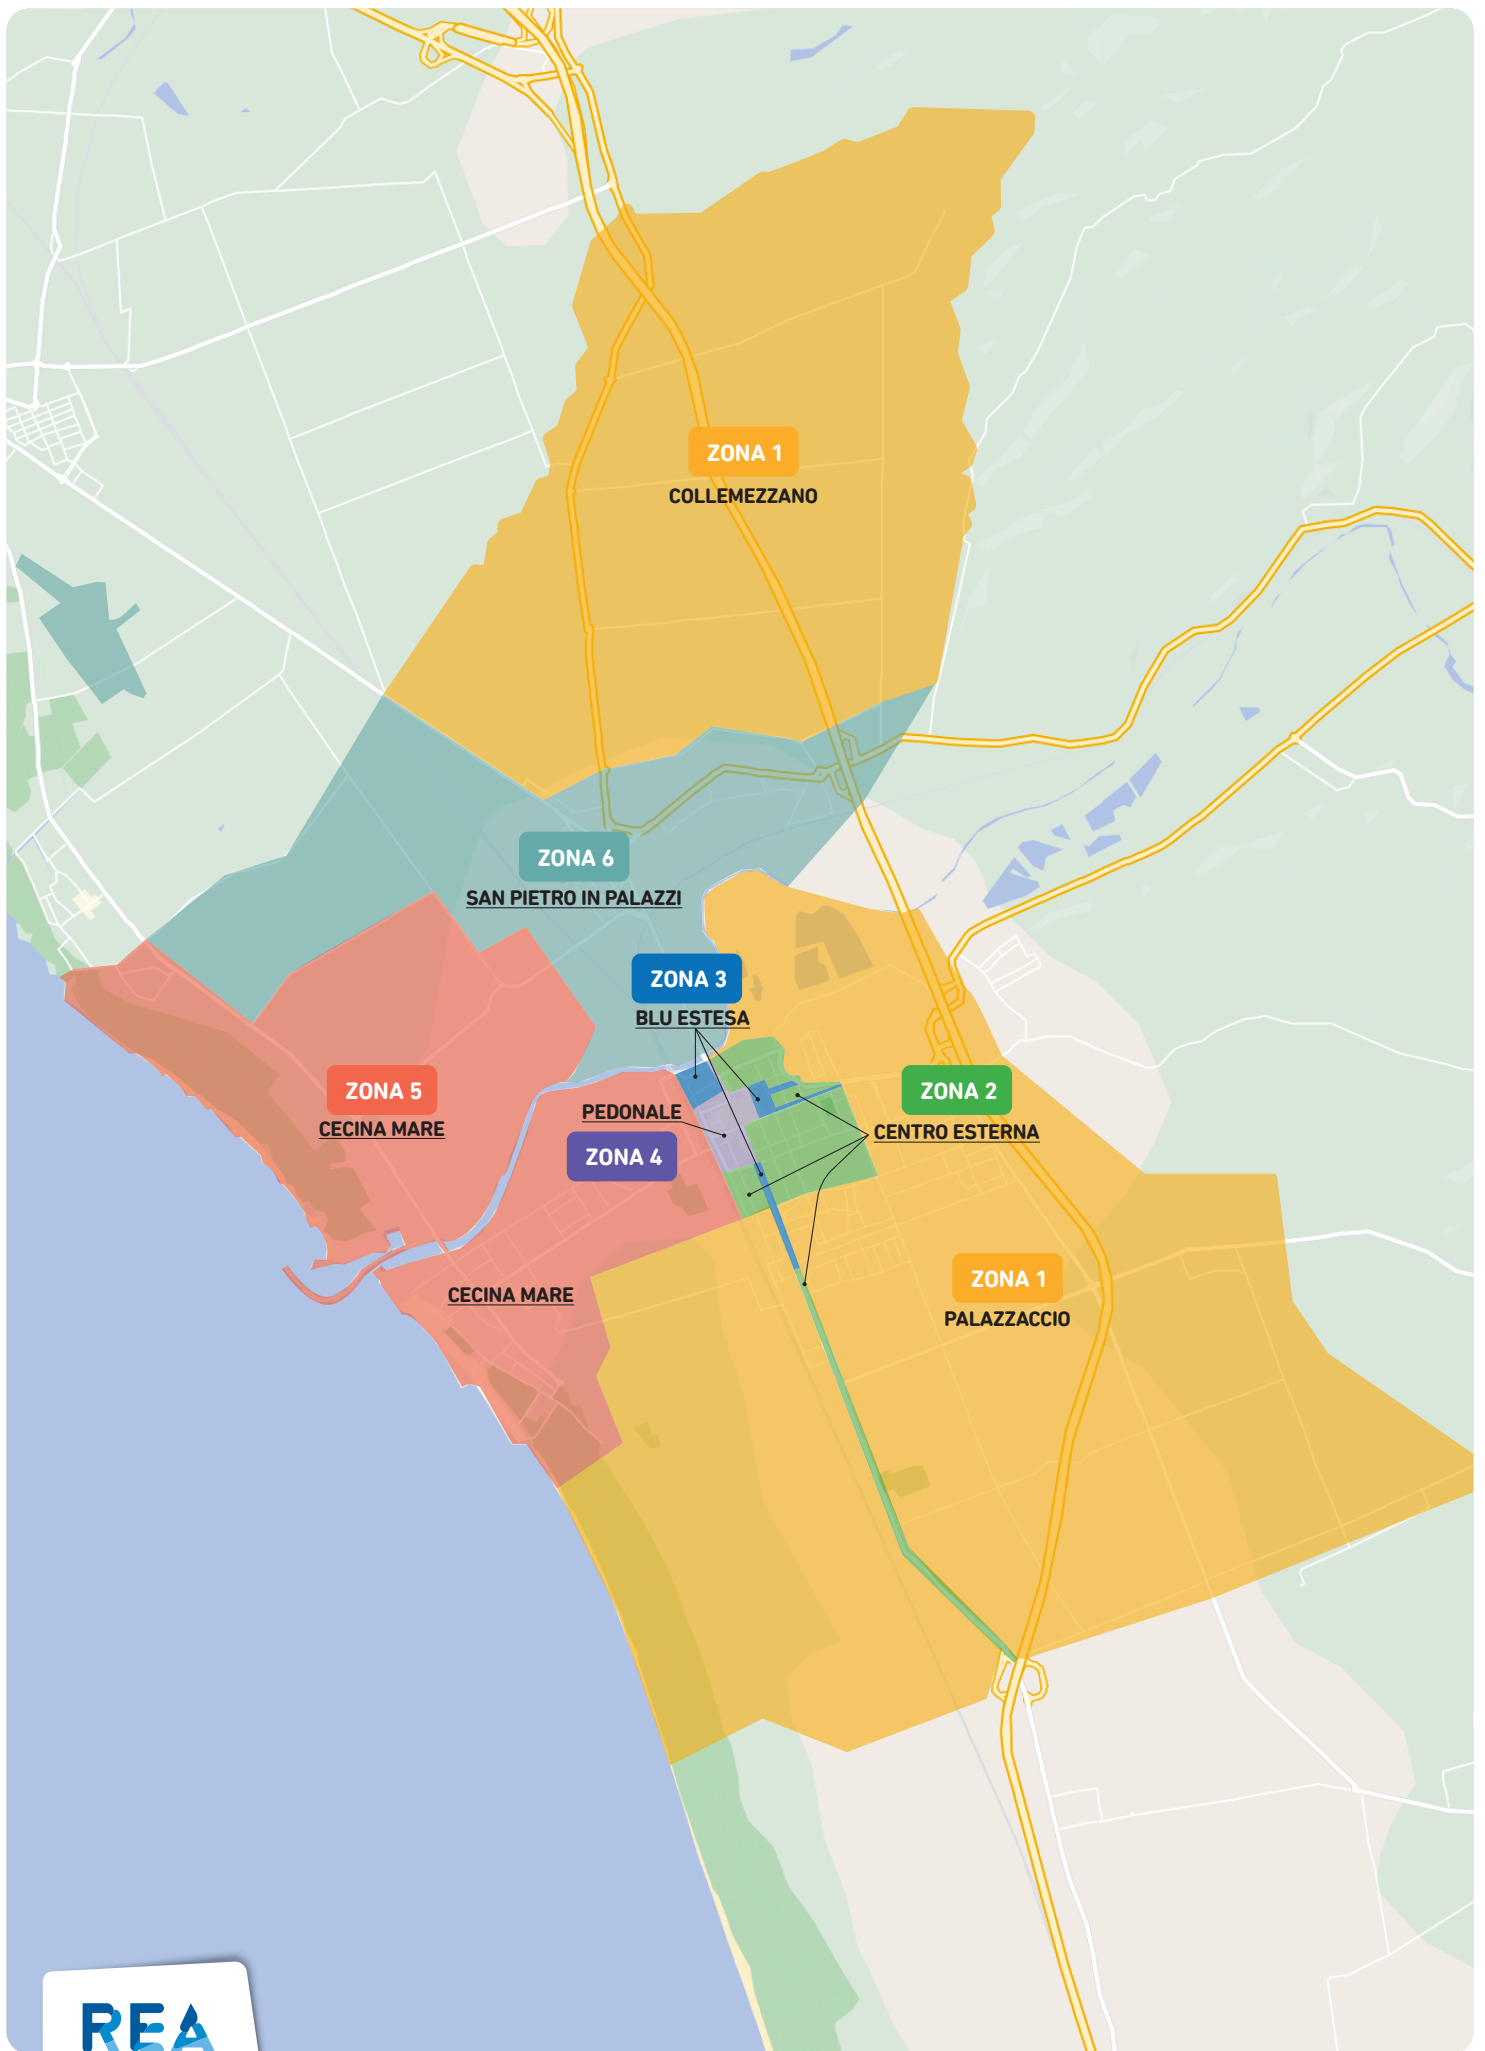 ZONA 1
COLLEMEZZANO
ZONA 6
SAN PIETRO IN PALAZZI
ZONA 3
BLU ESTESA
ZONA 5
CECINA MARE
PEDONALE
ZONA 4
ZONA 2
CENTRO ESTERNA
CECINA MARE
ZONA 1
PALAZZACCIO
REA